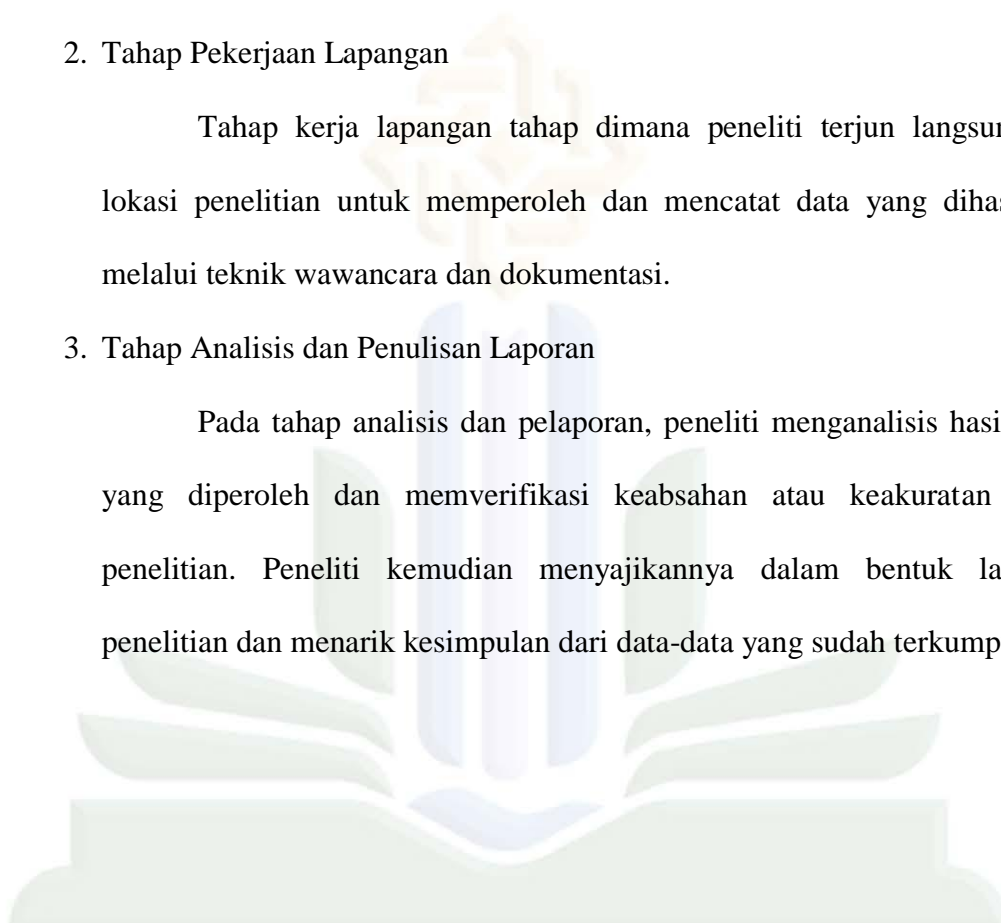 2. Tahap Pekerjaan Lapangan
Tahap kerja lapangan tahap dimana peneliti terjun langsun
lokasi penelitian untuk memperoleh dan mencatat data yang dihas
melalui teknik wawancara dan dokumentasi.
3. Tahap Analisis dan Penulisan Laporan
Pada tahap analisis dan pelaporan, peneliti menganalisis hasi
yang diperoleh dan memverifikasi keabsahan atau keakuratan
penelitian. Peneliti kemudian menyajikannya dalam bentuk la
penelitian dan menarik kesimpulan dari data-data yang sudah terkump